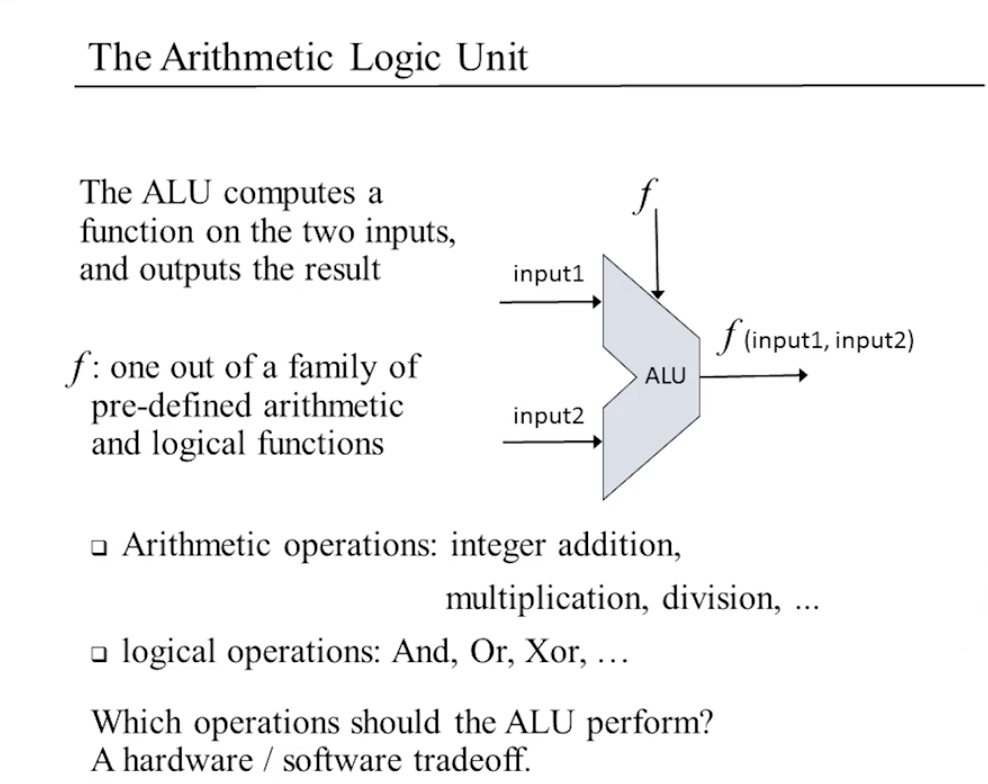 The Arithmetic Logic Unit
The ALU computes a
function on the two inputs,
and outputs the result
f: one out of a family of
pre-defined arithmetic
and logical functions
f
input1
f (input1, input2)
ALU
input2
❑ Arithmetic operations: integer addition,
multiplication, division, ...
❑ logical operations: And, Or, Xor, ...
Which operations should the ALU perform?
A hardware / software tradeoff.